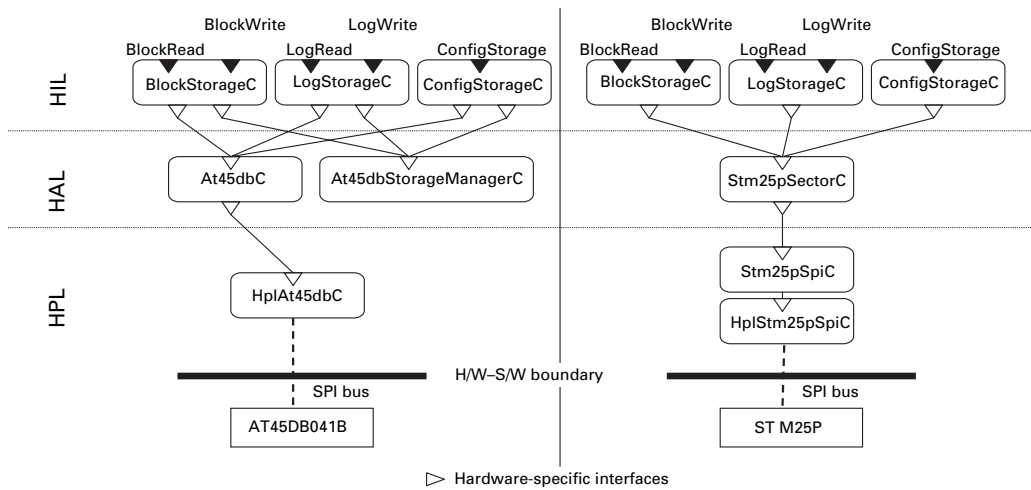 BlockWrite LogWrite BlockWrite LogWrite
BlockRead LogRead ConfigStorage BlockRead LogRead ConfigStorage
HIL BlockStorageC LogStorageC ConfigStorageC BlockStorageC LogStorageC ConfigStorageC
HAL At45dbC At45dbStorageManagerC Stm25pSectorC
Stm25pSpiC
HPL HplAt45dbC
HplStm25pSpiC
H/W–S/W boundary
SPI bus SPI bus
AT45DB041B ST M25P
Hardware-specific interfaces